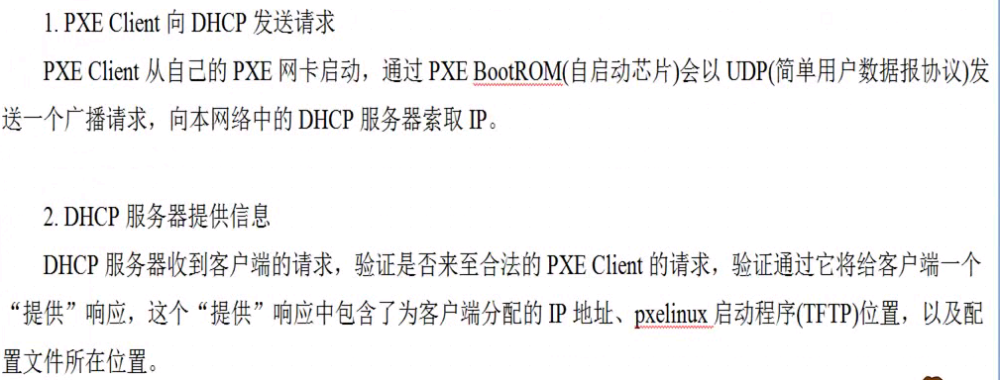 1. PXE Client 向 DHCP 发送请求
PXE Client 从自己的 PXE 网卡启动，通过 PXE BootROM(自启动芯片)会以 UDP(简单用户数据报协议)发
送一个广播请求，向本网络中的 DHCP 服务器索取 IP。
2. DHCP 服务器提供信息
DHCP 服务器收到客户端的请求，验证是否来至合法的 PXE Client 的请求，验证通过它将给客户端一个
“提供”响应，这个“提供”响应中包含了为客户端分配的 IP 地址、pxelinux 启动程序(TFTP)位置，以及配
置文件所在位置。